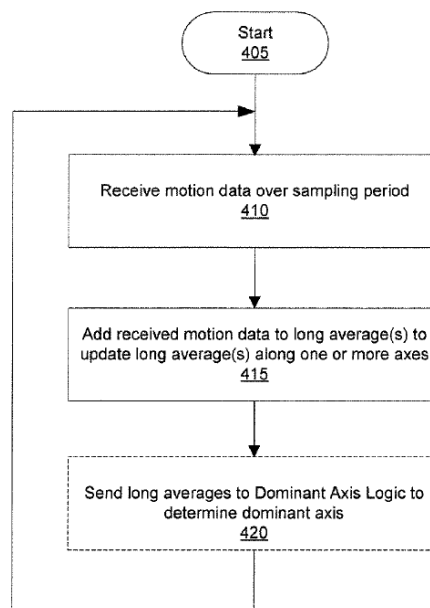 Start
405
Receive motion data over sampling period
410
Add received motion data to long average(s) to
update long average(s) along one or more axes
415
Send long averages to Dominant Axis Logic to
determine dominant axis
420